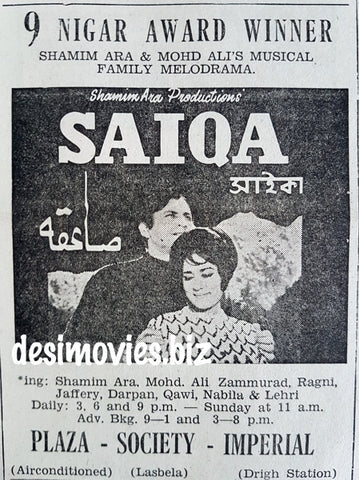 9 NIGAR AWARD WINNER
SHAMIM ARA & MOHD ALI'S MUSICAL
FAMILY MELODRAMA.
Shamim Ara Productions
SAIQA
সাইকা
صاعقہ
desimovies.biz
*ing: Shamim Ara, Mohd. Ali Zammurad, Ragni,
Jaffery, Darpan, Qawi, Nabila & Lehri
Daily: 3, 6 and 9 p.m. — Sunday at 11 a.m.
Adv. Bkg. 9—1 and 3—8 p.m.
PLAZA - SOCIETY - IMPERIAL
(Airconditioned) (Lasbela) (Drigh Station)